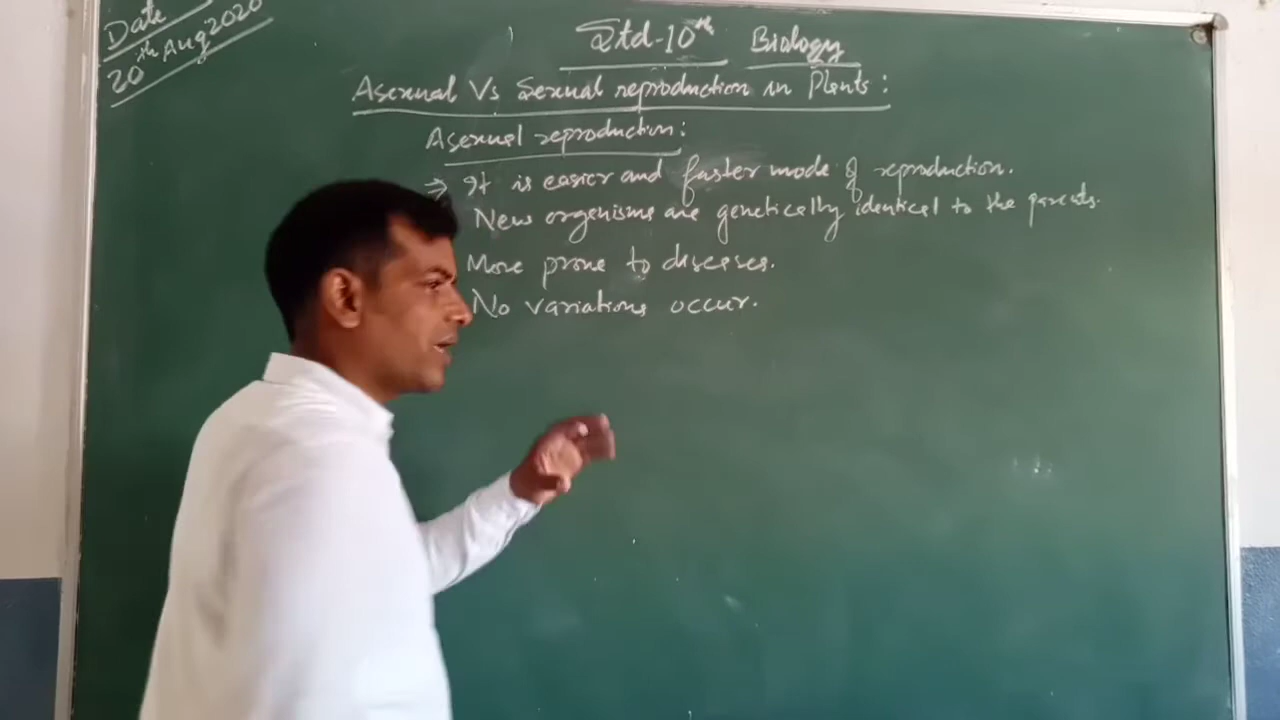 Date
20th Aug 2020
Std-10th Biology
Asexual Vs Sexual reproduction in Plants:
Asexual reproduction:
⇒ It is easier and faster mode of reproduction.
New organisms are genetically identical to the parents.
More prone to diseases.
No variations occur.